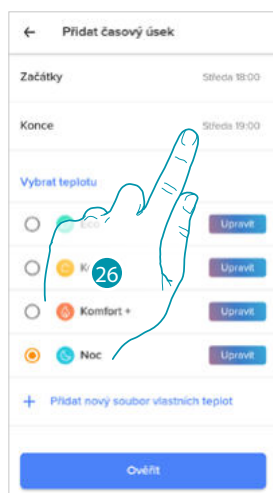 ← Přidat časový úsek
Začátky Středa 18:00
Konce Středa 19:00
Vybrat teplotu
Upravit
Upravit
26
Komfort + Upravit
Noc Upravit
+ Přidat nový soubor vlastních teplot
Ověřit